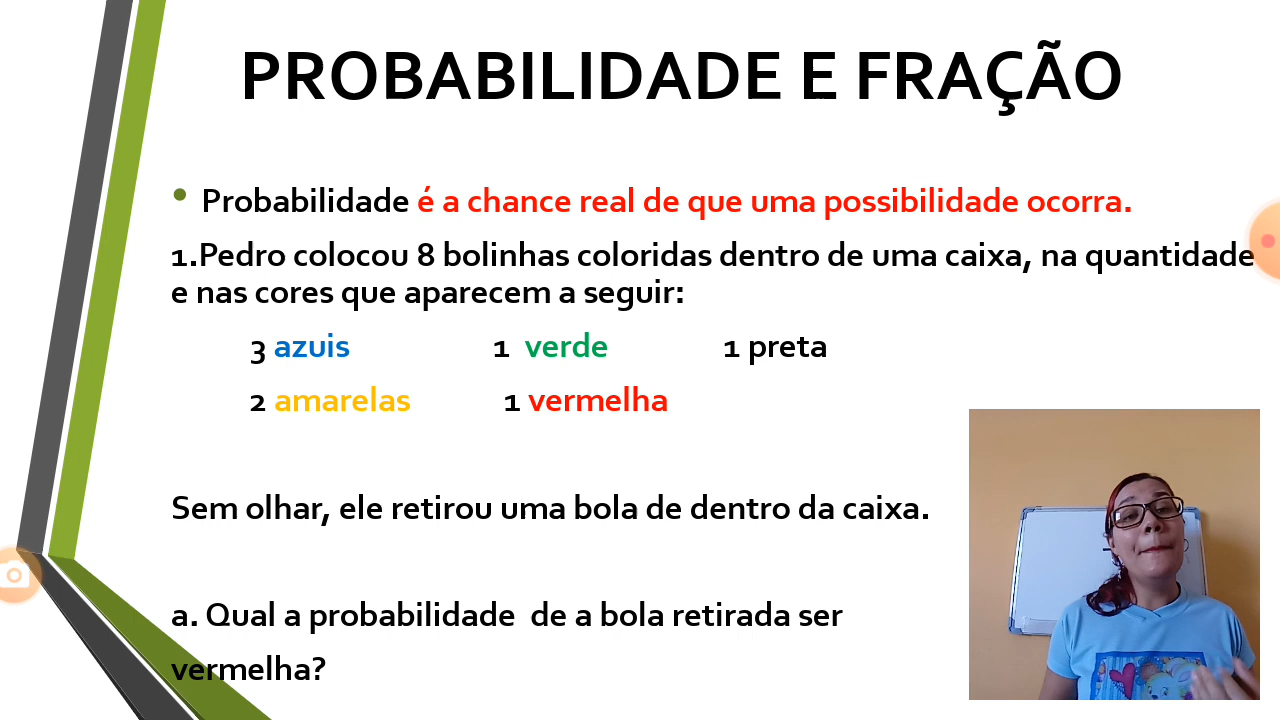 PROBABILIDADE E FRAÇÃO
• Probabilidade é a chance real de que uma possibilidade ocorra.
1.Pedro colocou 8 bolinhas coloridas dentro de uma caixa, na quantidade
e nas cores que aparecem a seguir:
3 azuis 1 verde 1 preta
2 amarelas 1 vermelha
Sem olhar, ele retirou uma bola de dentro da caixa.
a. Qual a probabilidade de a bola retirada ser
vermelha?